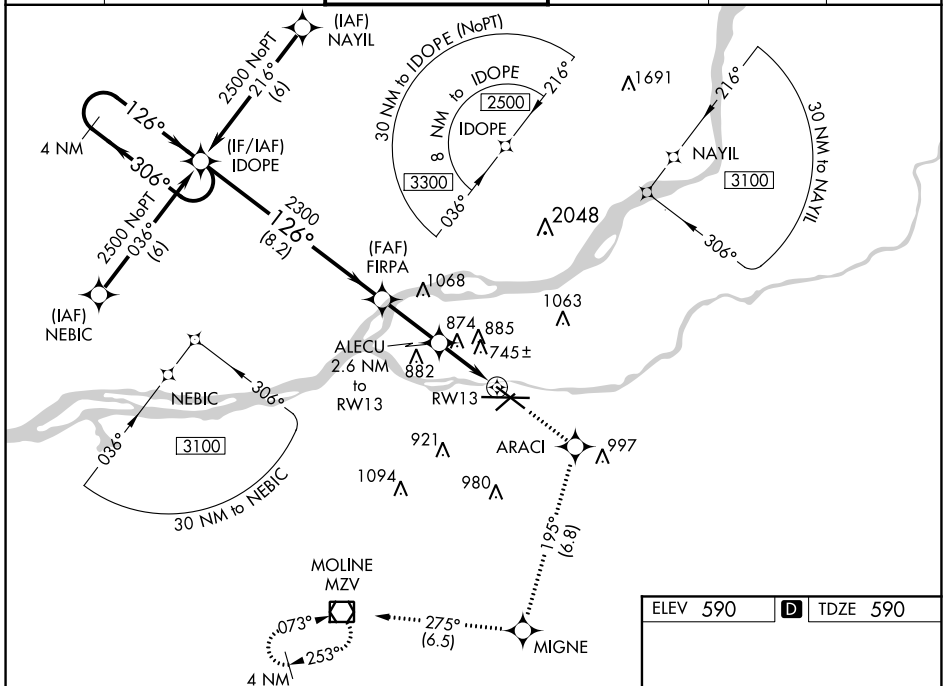 (IAF)
NAYIL
2500 NoPT
216°
(6)
126°
4 NM
306°
(IF/IAF)
IDOPE
2500 NoPT
036°
(6)
(IAF)
NEBIC
2300
126°
(8.2)
(FAF)
FIRPA
30 NM to IDOPE (NoPT)
8 NM to IDOPE
2500
216°
IDOPE
3300
036°
1691
216°
NAYIL
3100
30 NM to NAYIL
306°
2048
1068
1063
ALECU
2.6 NM
to
RW13
874
885
745±
882
RW13
NEBIC
306°
036°
3100
30 NM to NEBIC
921
1094
980
ARACI
997
195°
(6.8)
MOLINE
MZV
073°
253°
4 NM
275°
(6.5)
MIGNE
ELEV 590 D TDZE 590